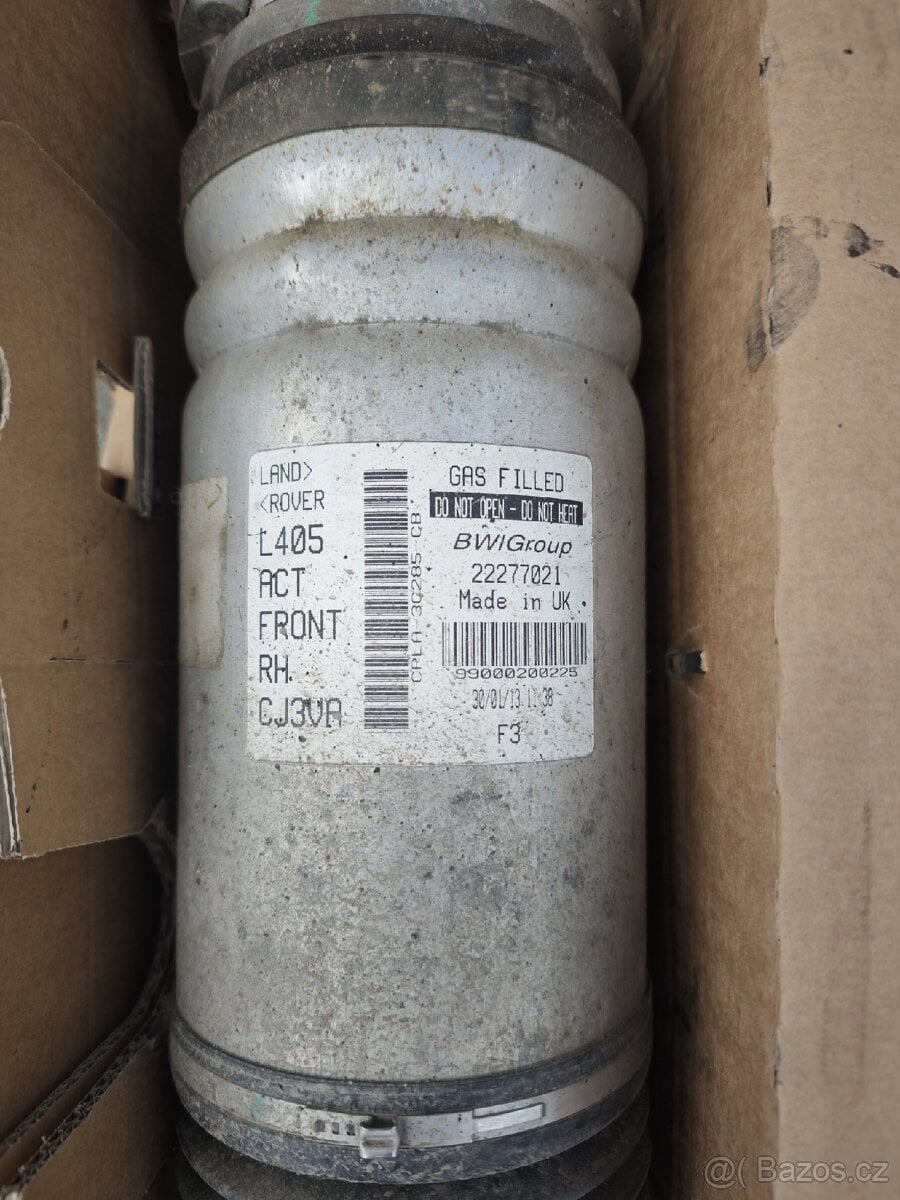 LAND>
<ROVER
L405
ACT
FRONT
RH.
CJ3VA
CPLA 3C285 CB
GAS FILLED
DO NOT OPEN - DO NOT HEAT
BWIGroup
22277021
Made in UK
99000200225
30/01/13 11:38
F3
@( Bazos.cz